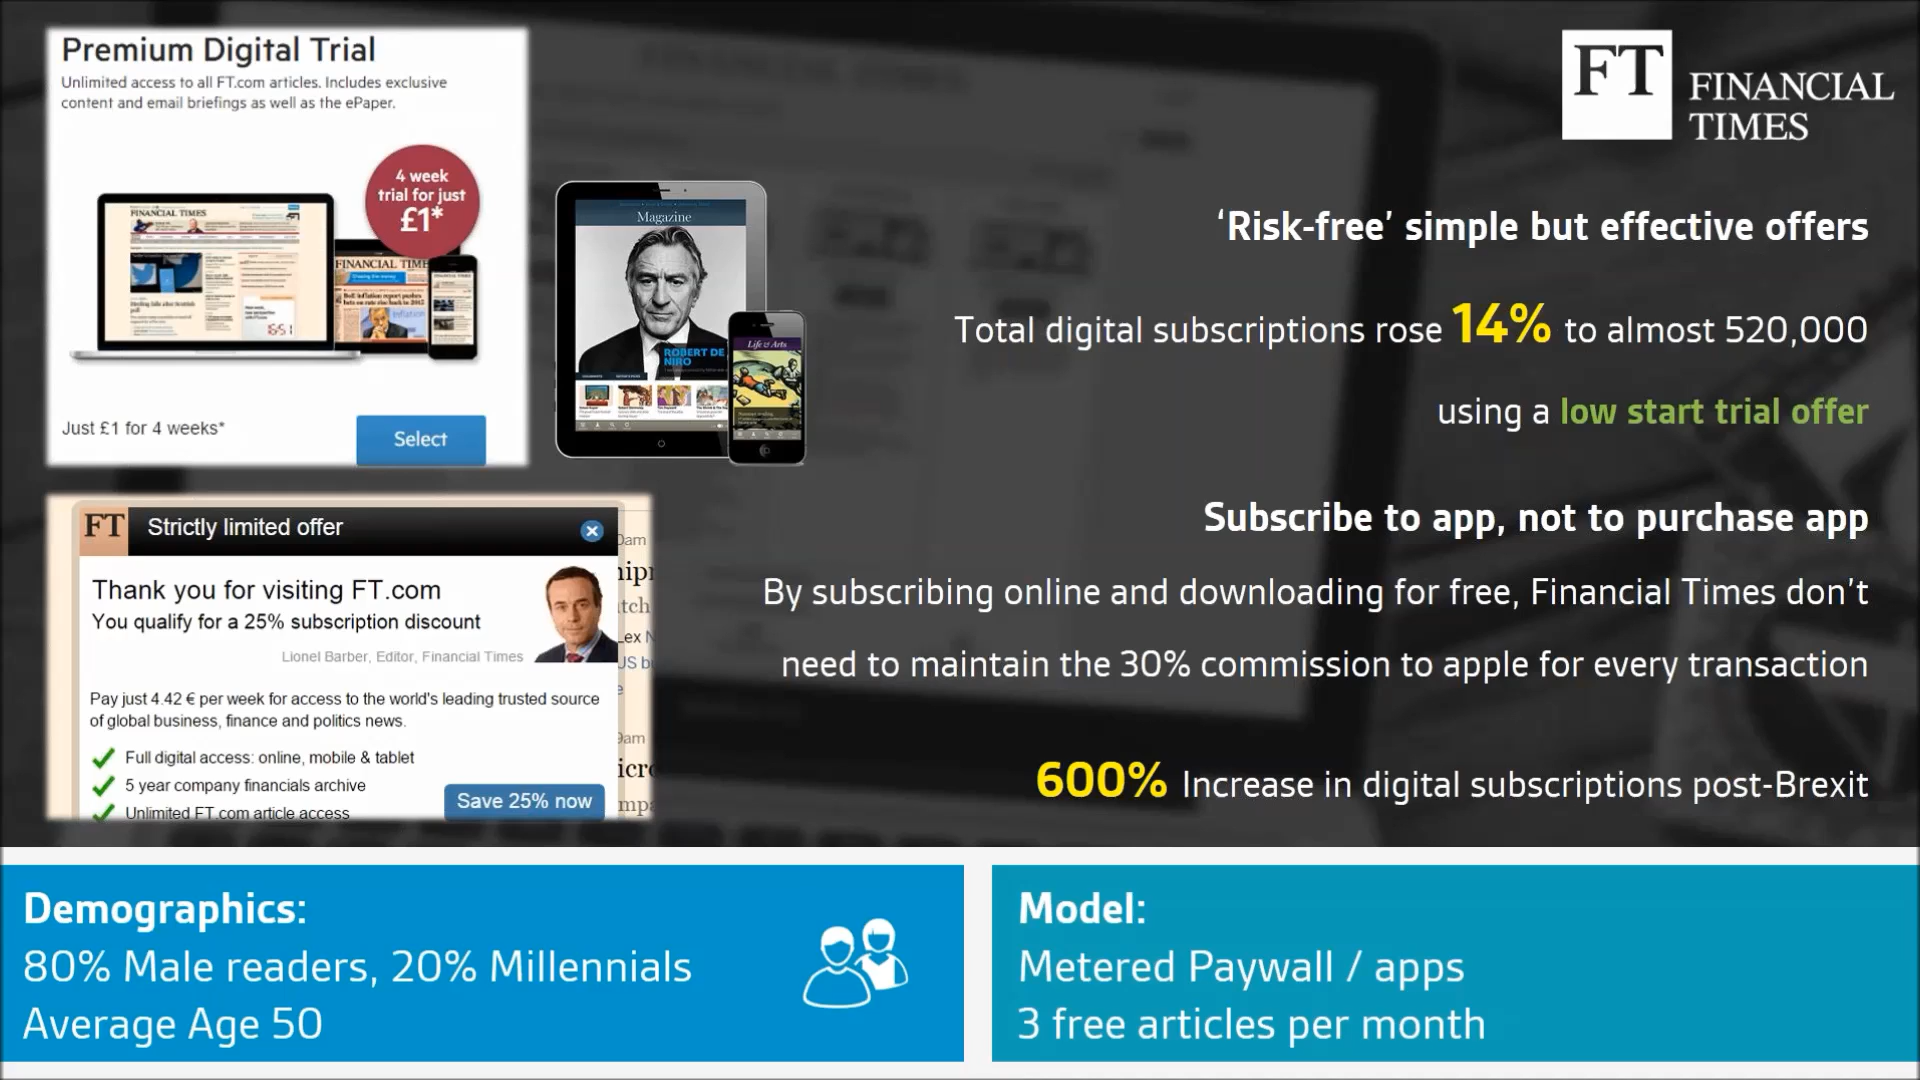 Premium Digital Trial
Unlimited access to all FT.com articles. Includes exclusive
content and email briefings as well as the ePaper.
4 week
trial for just
£1*
FINANCIAL TIMES
FINANCIAL TIME
Just £1 for 4 weeks*
Select
Magazine
ROBERT DE
NIRO
Life & Arts
FT
FINANCIAL
TIMES
‘Risk-free’ simple but effective offers
Total digital subscriptions rose 14% to almost 520,000
using a low start trial offer
Subscribe to app, not to purchase app
By subscribing online and downloading for free, Financial Times don’t
need to maintain the 30% commission to apple for every transaction
600% Increase in digital subscriptions post-Brexit
FT Strictly limited offer
Thank you for visiting FT.com
You qualify for a 25% subscription discount
Lionel Barber, Editor, Financial Times
Pay just 4.42 € per week for access to the world's leading trusted source
of global business, finance and politics news.
Full digital access: online, mobile & tablet
5 year company financials archive
Unlimited FT.com article access
Save 25% now
Demographics:
80% Male readers, 20% Millennials
Average Age 50
Model:
Metered Paywall / apps
3 free articles per month